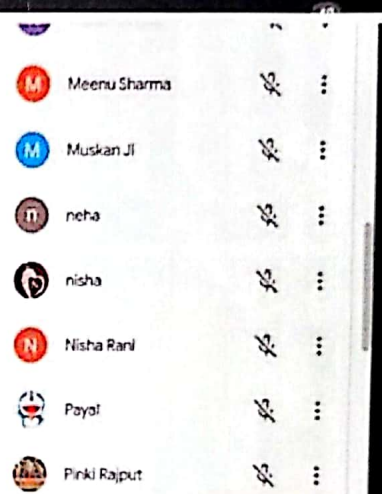 M Meenu Sharma
M Muskan Ji
n neha
nisha
N Nisha Rani
Payal
Pinki Rajput